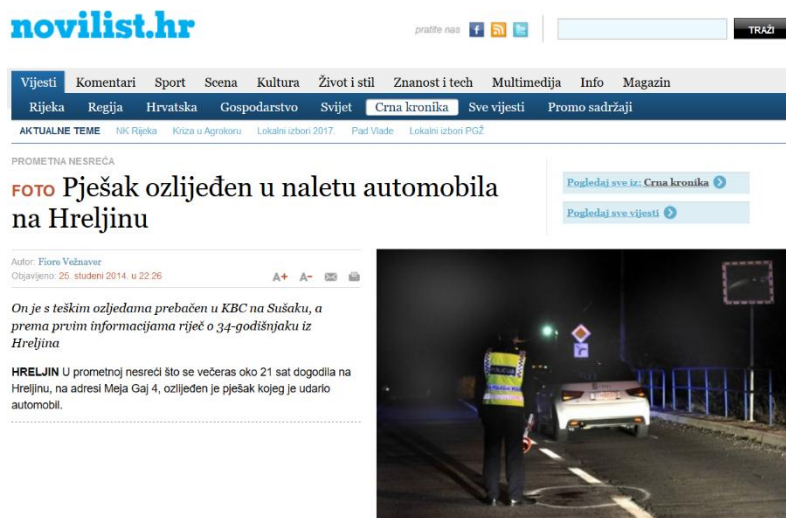 novilist.hr
pratite nas
TRAŽI
Vijesti Komentari Sport Scena Kultura Život i stil Znanost i tech Multimedija Info Magazin
Rijeka Regija Hrvatska Gospodarstvo Svijet Crna kronika Sve vijesti Promo sadržaji
AKTUALNE TEME NK Rijeka Kriza u Agrokoru Lokalni izbori 2017. Pad Vlade Lokalni izbori PGŽ
PROMETNA NESREĆA
FOTO Pješak ozlijeđen u naletu automobila
na Hreljinu
Pogledaj sve iz: Crna kronika
Pogledaj sve vijesti
Autor: Fiore Vežnaver
Objavljeno: 25. studeni 2014. u 22:26
A+ A-
On je s teškim ozljedama prebačen u KBC na Sušaku, a
prema prvim informacijama riječ o 34-godišnjaku iz
Hreljina
HRELJIN U prometnoj nesreći što se večeras oko 21 sat dogodila na
Hreljinu, na adresi Meja Gaj 4, ozlijeđen je pješak kojeg je udario
automobil.
POLICIJA